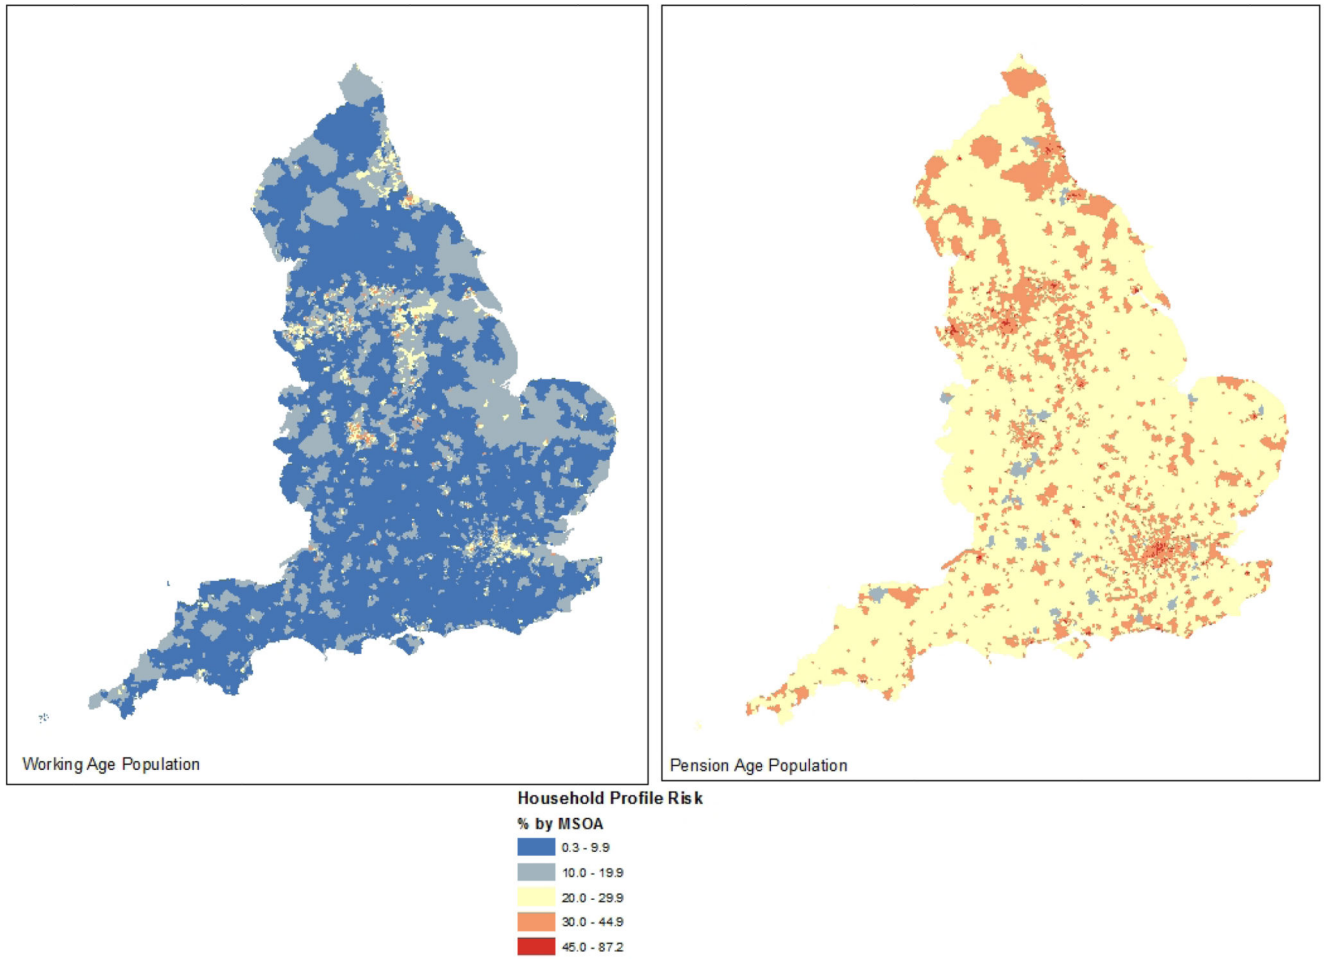 Working Age Population
Pension Age Population
Household Profile Risk
% by MSOA
0.3 - 9.9
10.0 - 19.9
20.0 - 29.9
30.0 - 44.9
45.0 - 87.2